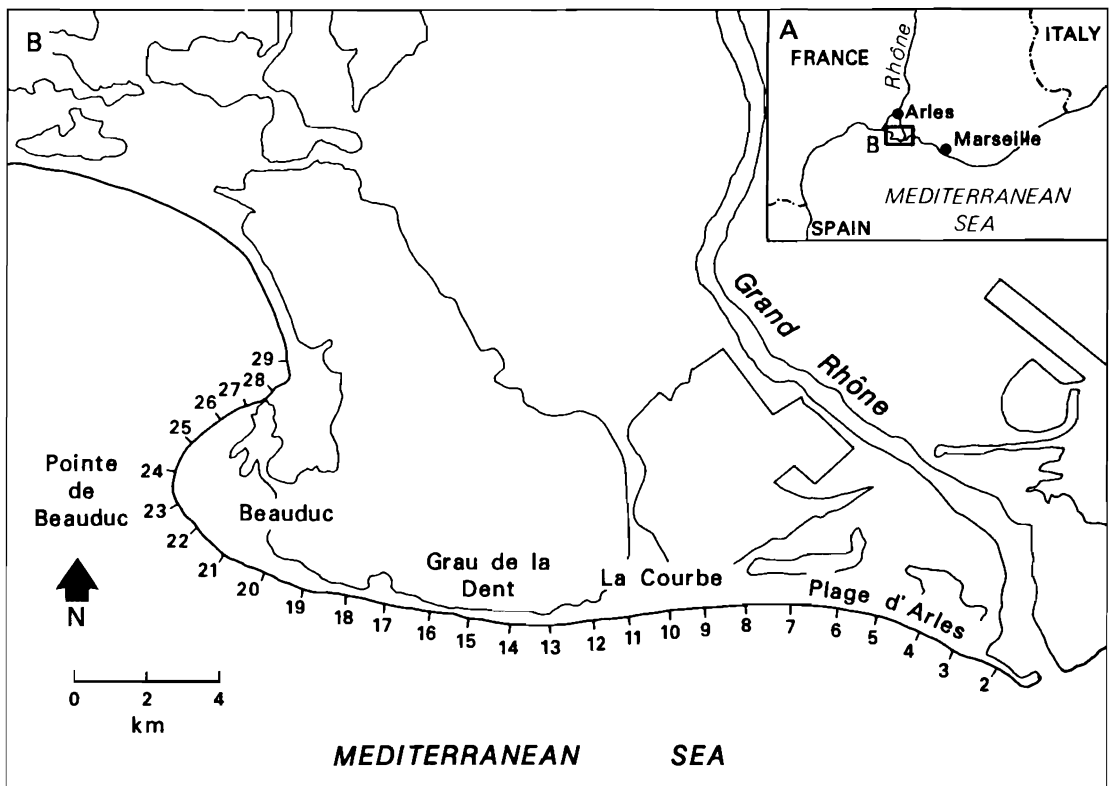 B
A
FRANCE
Rhône
ITALY
Arles
B
Marseille
MEDITERRANEAN
SEA
SPAIN
Grand Rhône
29
28
27
26
25
24
23
22
21
20
19
18
17
16
15
14
13
12
11
10
9
8
7
6
5
4
3
2
Pointe
de
Beauduc
Beauduc
Grau de la
Dent
La Courbe
Plage d'Arles
N
0 2 4
km
MEDITERRANEAN SEA